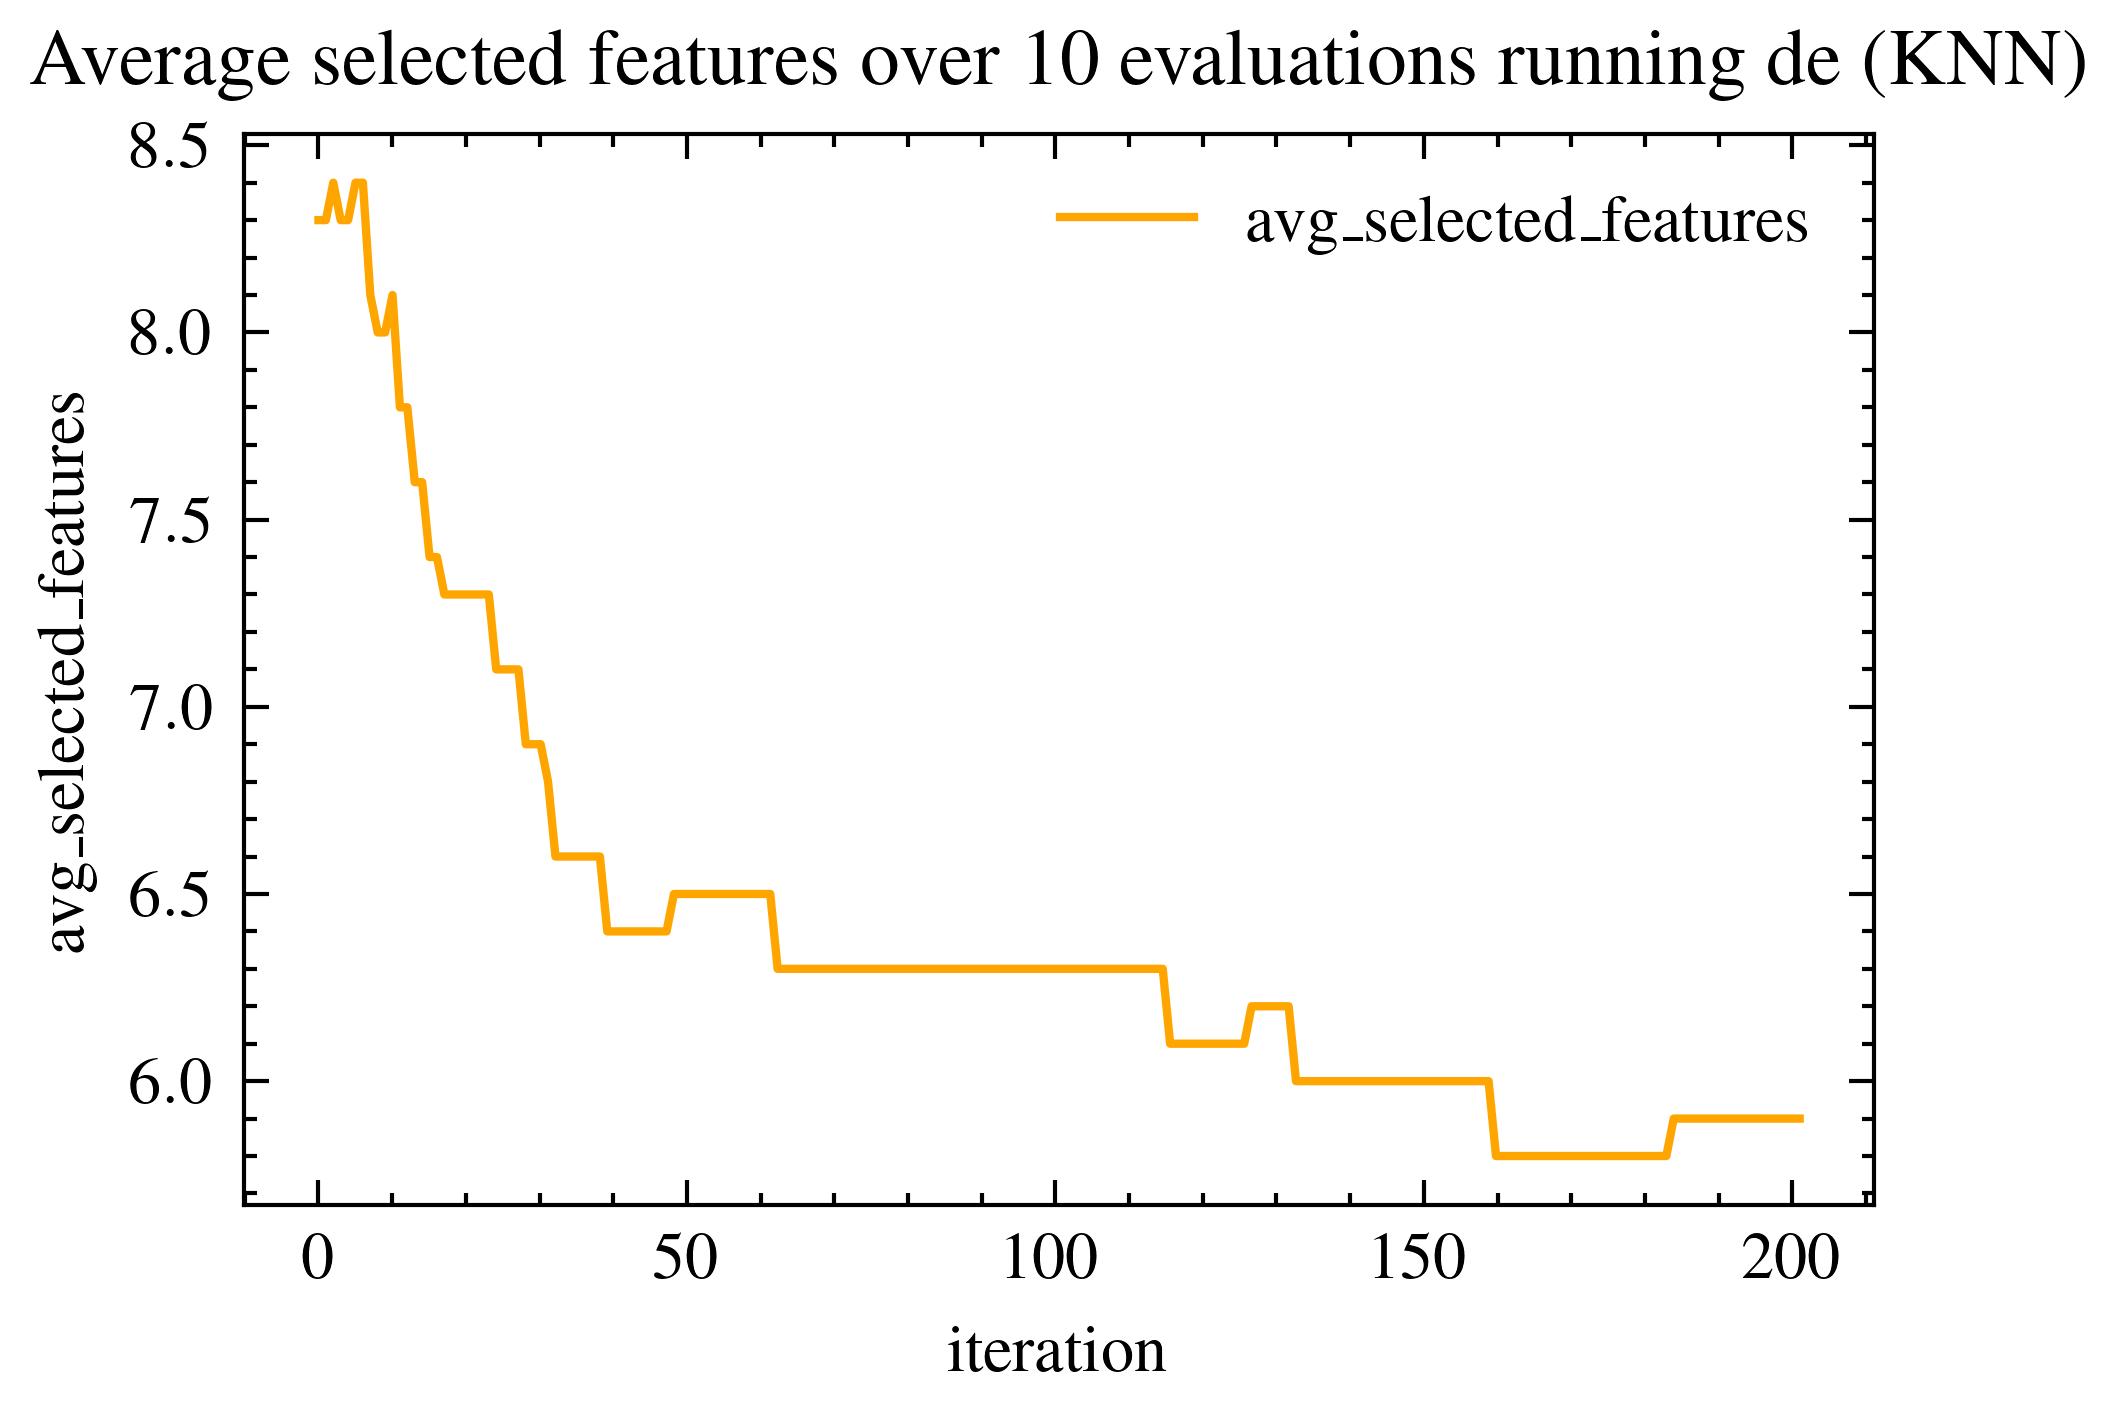 Average selected features over 10 evaluations running de (KNN)
avg_selected_features
8.5
8.0
7.5
7.0
6.5
6.0
avg_selected_features
0 50 100 150 200
iteration